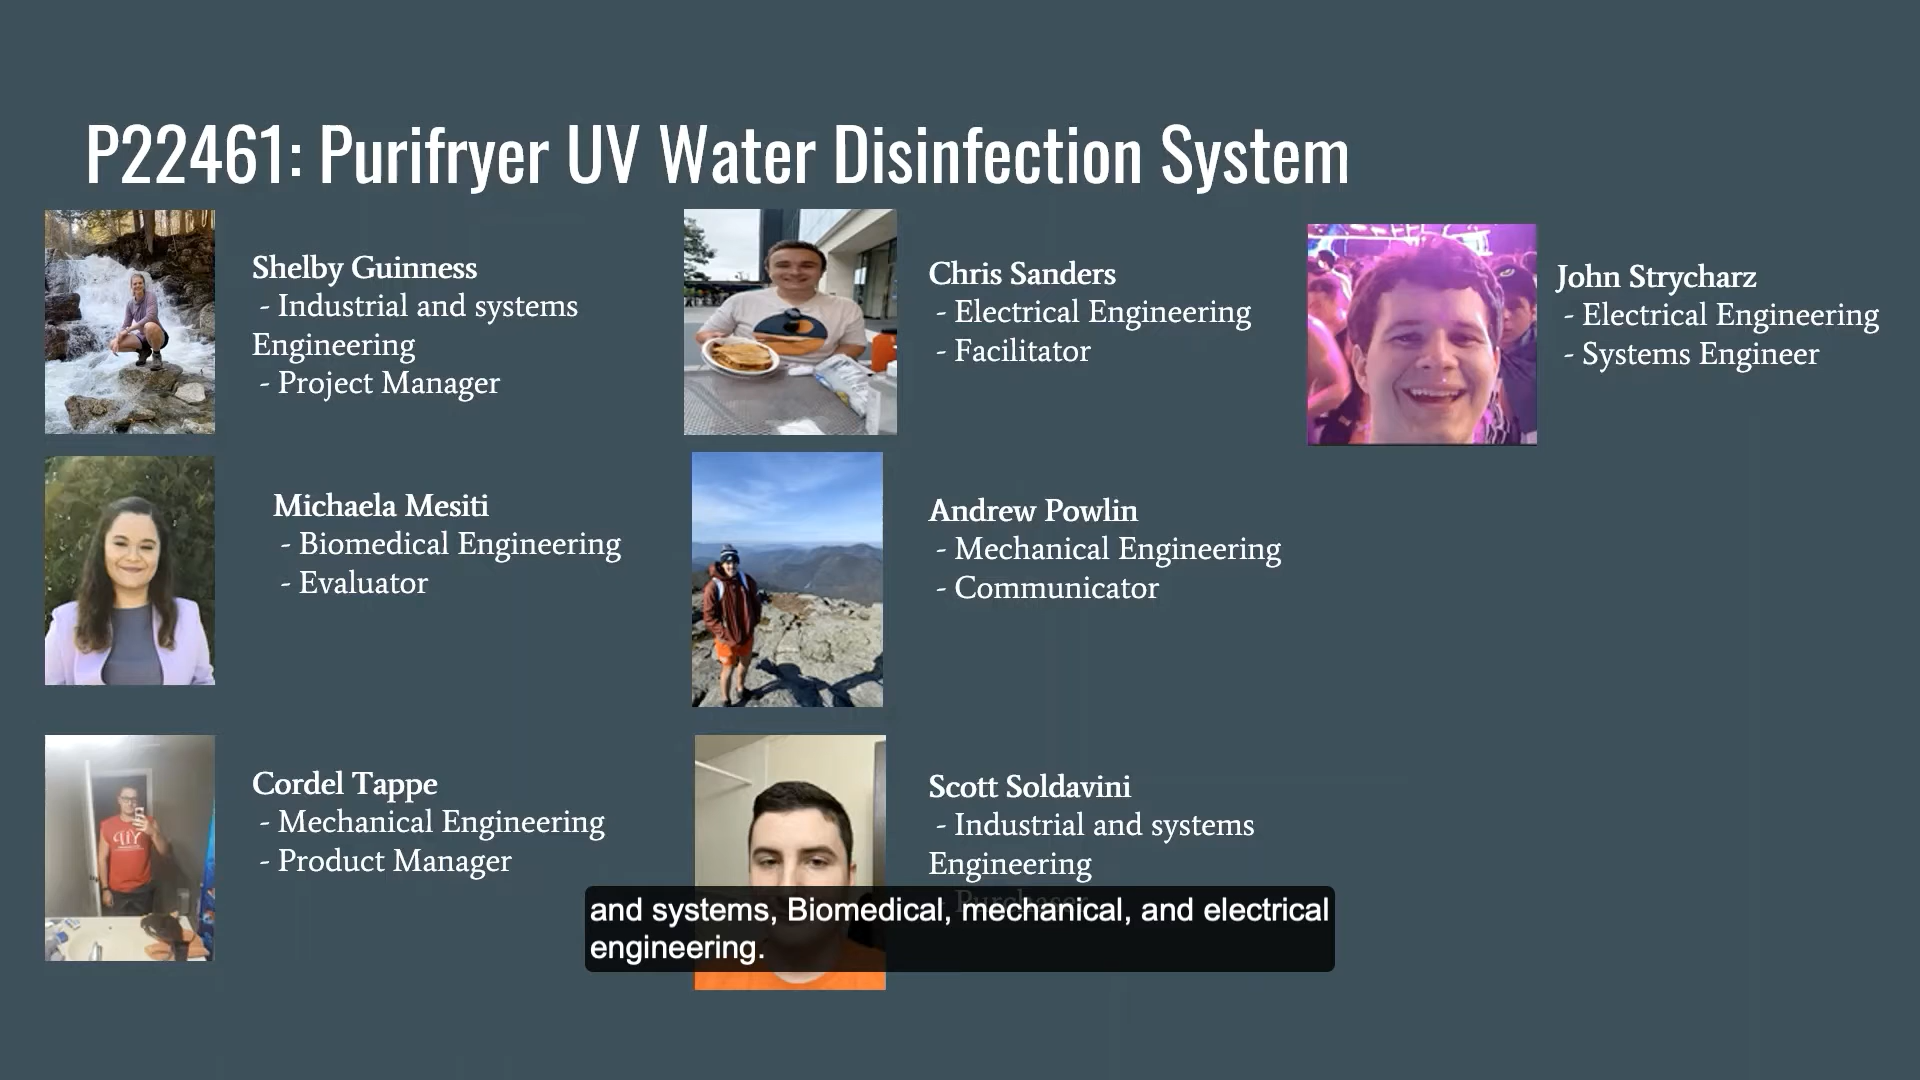 P22461: Purifryer UV Water Disinfection System
Shelby Guinness
- Industrial and systems
Engineering
- Project Manager
Chris Sanders
- Electrical Engineering
- Facilitator
John Strycharz
- Electrical Engineering
- Systems Engineer
Michaela Mesiti
- Biomedical Engineering
- Evaluator
Andrew Powlin
- Mechanical Engineering
- Communicator
Cordel Tappe
- Mechanical Engineering
- Product Manager
Scott Soldavini
- Industrial and systems
Engineering
- Purchaser
and systems, Biomedical, mechanical, and electrical
engineering.